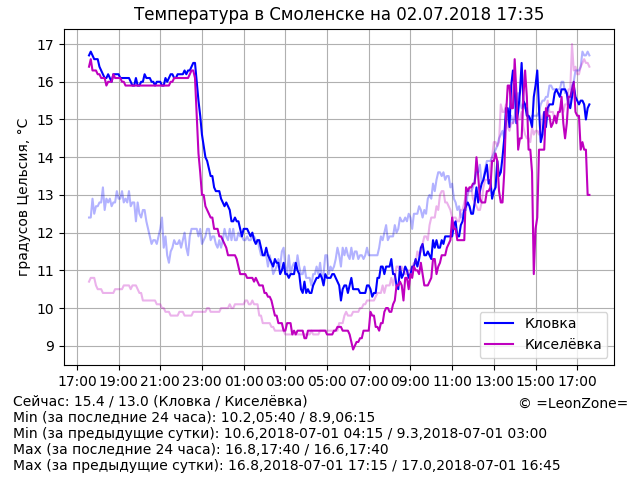 Температура в Смоленске на 02.07.2018 17:35
градусов Цельсия, °C
17
16
15
14
13
12
11
10
9
17:00 19:00 21:00 23:00 01:00 03:00 05:00 07:00 09:00 11:00 13:00 15:00 17:00
Кловка
Киселёвка
Сейчас: 15.4 / 13.0 (Кловка / Киселёвка)
© =LeonZone=
Min (за последние 24 часа): 10.2,05:40 / 8.9,06:15
Min (за предыдущие сутки): 10.6,2018-07-01 04:15 / 9.3,2018-07-01 03:00
Max (за последние 24 часа): 16.8,17:40 / 16.6,17:40
Max (за предыдущие сутки): 16.8,2018-07-01 17:15 / 17.0,2018-07-01 16:45